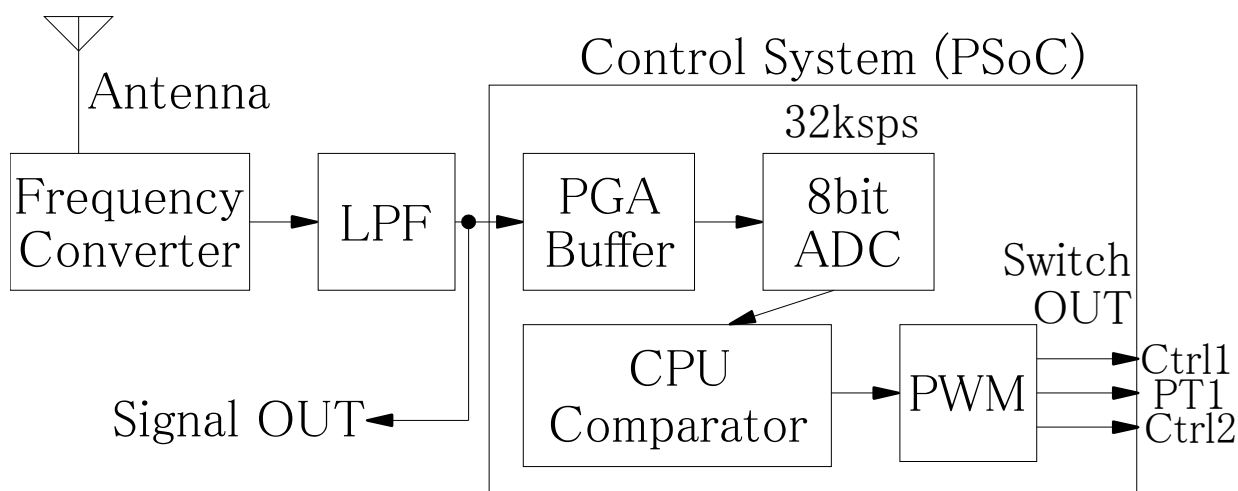 Control System (PSoC)
Antenna
32ksps
Frequency
Converter
LPF
PGA
Buffer
8bit
ADC
Switch
OUT
CPU
Comparator
PWM
Ctrl1
PT1
Ctrl2
Signal OUT